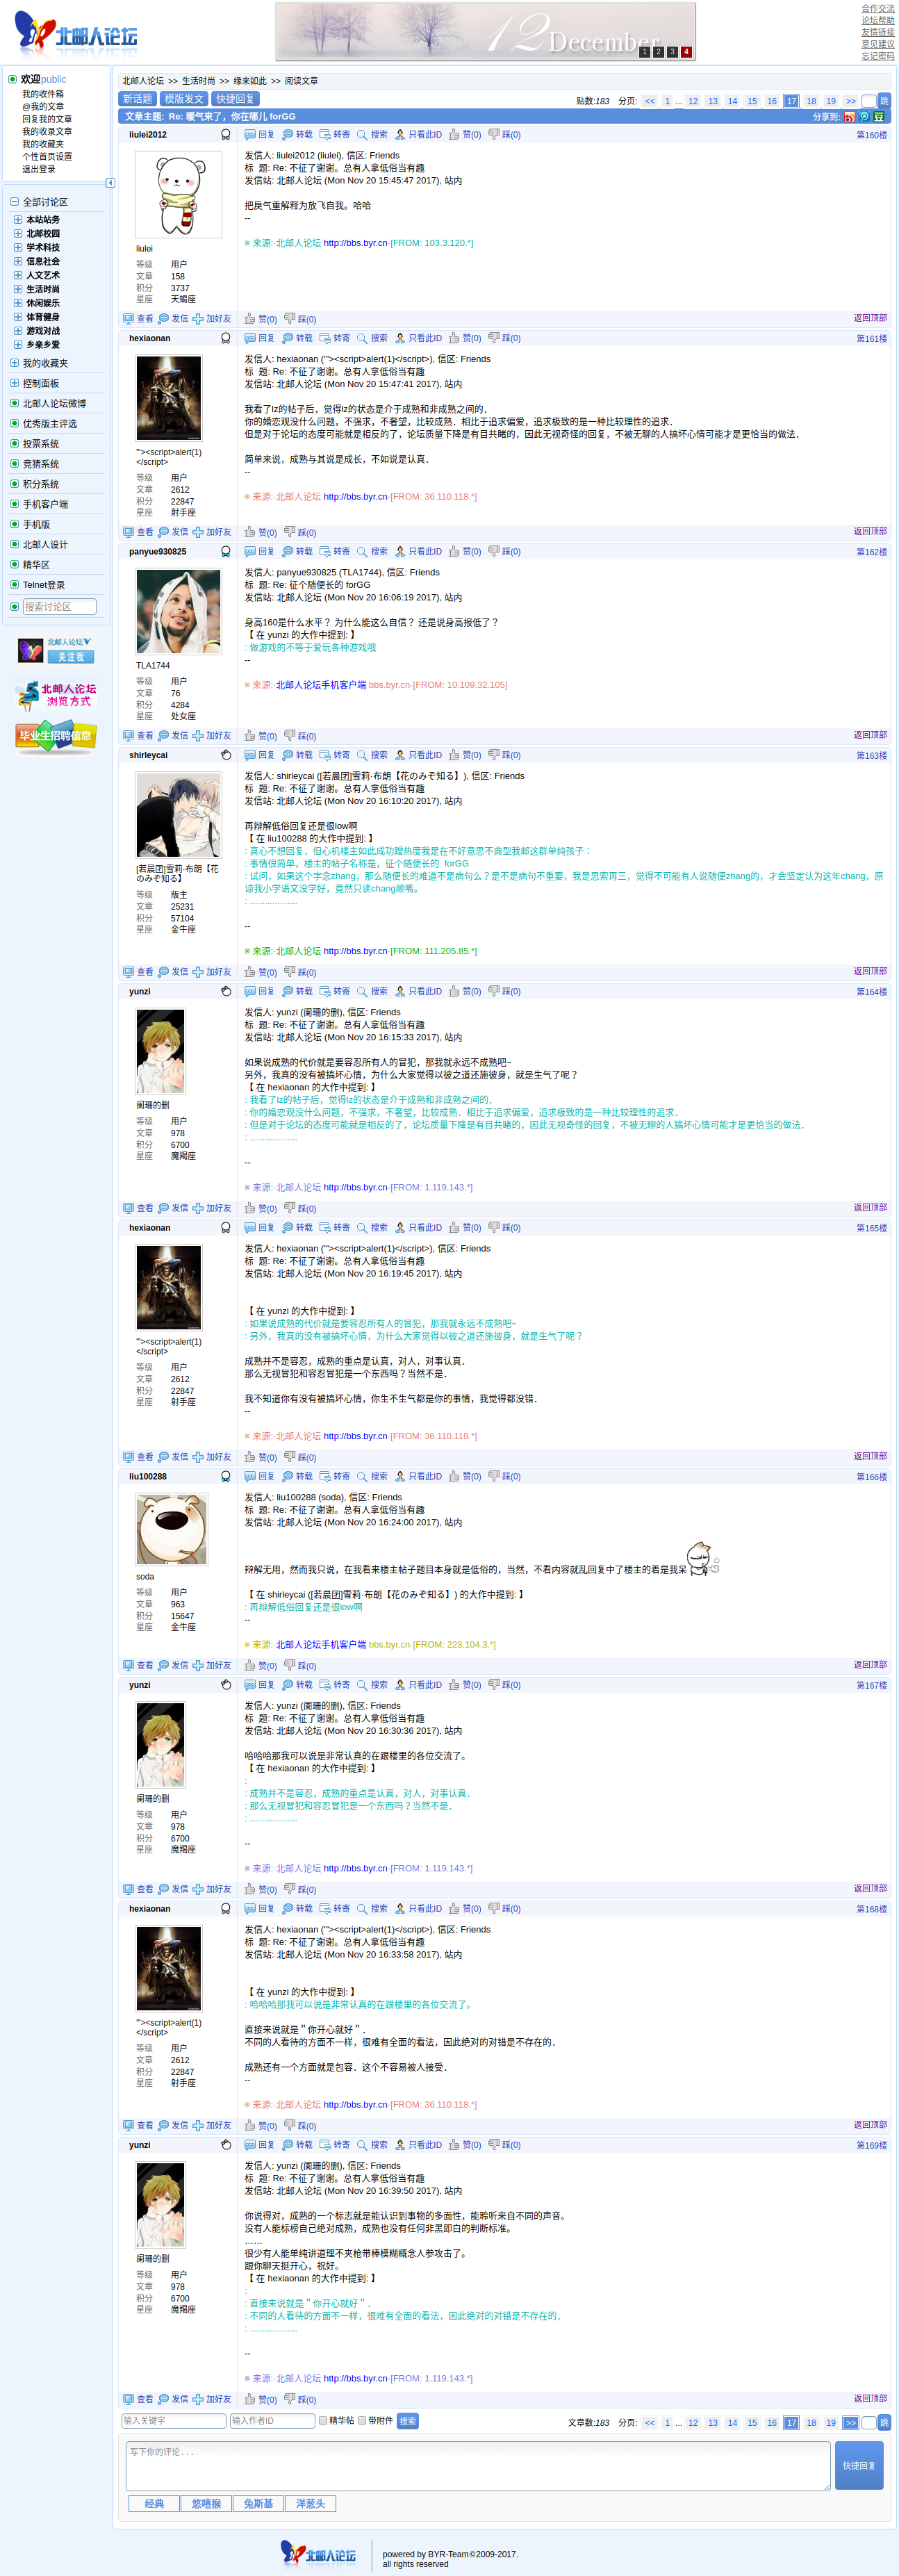 北邮人论坛
12 December
1 2 3 4
合作交流
论坛帮助
友情链接
意见建议
忘记密码
欢迎public
我的收件箱
@我的文章
回复我的文章
我的收录文章
我的收藏夹
个性首页设置
退出登录
全部讨论区
本站站务
北邮校园
学术科技
信息社会
人文艺术
生活时尚
休闲娱乐
体育健身
游戏对战
乡亲乡爱
我的收藏夹
控制面板
北邮人论坛微博
优秀版主评选
投票系统
竞猜系统
积分系统
手机客户端
手机版
北邮人设计
精华区
Telnet登录
搜索讨论区
北邮人论坛
关注我
北邮人论坛
浏览方式
毕业生招聘信息
北邮人论坛 >> 生活时尚 >> 缘来如此 >> 阅读文章
新话题 模版发文 快捷回复
贴数:183 分页: << 1 ... 12 13 14 15 16 17 18 19 >> 跳
文章主题: Re: 暖气来了，你在哪儿 forGG
分享到:
liulei2012
回复 转载 转寄 搜索 只看此ID 赞(0) 踩(0) 第160楼
liulei
等级 用户
文章 158
积分 3737
星座 天蝎座
发信人: liulei2012 (liulei), 信区: Friends
标 题: Re: 不征了谢谢。总有人拿低俗当有趣
发信站: 北邮人论坛 (Mon Nov 20 15:45:47 2017), 站内
把戾气重解释为放飞自我。哈哈
--
※ 来源:·北邮人论坛 http://bbs.byr.cn·[FROM: 103.3.120.*]
查看 发信 加好友 赞(0) 踩(0) 返回顶部
hexiaonan
回复 转载 转寄 搜索 只看此ID 赞(0) 踩(0) 第161楼
'"><script>alert(1)
</script>
等级 用户
文章 2612
积分 22847
星座 射手座
发信人: hexiaonan ('"><script>alert(1)</script>), 信区: Friends
标 题: Re: 不征了谢谢。总有人拿低俗当有趣
发信站: 北邮人论坛 (Mon Nov 20 15:47:41 2017), 站内
我看了lz的帖子后，觉得lz的状态是介于成熟和非成熟之间的．
你的婚恋观没什么问题，不强求，不奢望，比较成熟．相比于追求偏爱，追求极致的是一种比较理性的追求．
但是对于论坛的态度可能就是相反的了，论坛质量下降是有目共睹的，因此无视奇怪的回复，不被无聊的人搞坏心情可能才是更恰当的做法．
简单来说，成熟与其说是成长，不如说是认真．
--
※ 来源:·北邮人论坛 http://bbs.byr.cn·[FROM: 36.110.118.*]
查看 发信 加好友 赞(0) 踩(0) 返回顶部
panyue930825
回复 转载 转寄 搜索 只看此ID 赞(0) 踩(0) 第162楼
TLA1744
等级 用户
文章 76
积分 4284
星座 处女座
发信人: panyue930825 (TLA1744), 信区: Friends
标 题: Re: 征个随便长的 forGG
发信站: 北邮人论坛 (Mon Nov 20 16:06:19 2017), 站内
身高160是什么水平？ 为什么能这么自信？ 还是说身高报低了？
【 在 yunzi 的大作中提到: 】
: 做游戏的不等于爱玩各种游戏哦
--
※ 来源:·北邮人论坛手机客户端 bbs.byr.cn·[FROM: 10.109.32.105]
查看 发信 加好友 赞(0) 踩(0) 返回顶部
shirleycai
回复 转载 转寄 搜索 只看此ID 赞(0) 踩(0) 第163楼
[若晨团]雪莉·布朗【花
のみぞ知る】
等级 版主
文章 25231
积分 57104
星座 金牛座
发信人: shirleycai ([若晨团]雪莉·布朗【花のみぞ知る】), 信区: Friends
标 题: Re: 不征了谢谢。总有人拿低俗当有趣
发信站: 北邮人论坛 (Mon Nov 20 16:10:20 2017), 站内
再辩解低俗回复还是很low啊
【 在 liu100288 的大作中提到: 】
: 真心不想回复，但心机楼主如此成功蹭热度我是在不好意思不典型我邮这群单纯孩子：
: 事情很简单，楼主的帖子名称是，征个随便长的 forGG
: 试问，如果这个字念zhang，那么随便长的难道不是病句么？是不是病句不重要，我是思索再三，觉得不可能有人说随便zhang的，才会坚定认为这年chang，原
谅我小学语文没学好，竟然只读chang顺嘴。
: ...................
--
※ 来源:·北邮人论坛 http://bbs.byr.cn·[FROM: 111.205.85.*]
查看 发信 加好友 赞(0) 踩(0) 返回顶部
yunzi
回复 转载 转寄 搜索 只看此ID 赞(0) 踩(0) 第164楼
阑珊的删
等级 用户
文章 978
积分 6700
星座 魔羯座
发信人: yunzi (阑珊的删), 信区: Friends
标 题: Re: 不征了谢谢。总有人拿低俗当有趣
发信站: 北邮人论坛 (Mon Nov 20 16:15:33 2017), 站内
如果说成熟的代价就是要容忍所有人的冒犯，那我就永远不成熟吧~
另外，我真的没有被搞坏心情，为什么大家觉得以彼之道还施彼身，就是生气了呢？
【 在 hexiaonan 的大作中提到: 】
: 我看了lz的帖子后，觉得lz的状态是介于成熟和非成熟之间的．
: 你的婚恋观没什么问题，不强求，不奢望，比较成熟．相比于追求偏爱，追求极致的是一种比较理性的追求．
: 但是对于论坛的态度可能就是相反的了，论坛质量下降是有目共睹的，因此无视奇怪的回复，不被无聊的人搞坏心情可能才是更恰当的做法．
: ...................
--
※ 来源:·北邮人论坛 http://bbs.byr.cn·[FROM: 1.119.143.*]
查看 发信 加好友 赞(0) 踩(0) 返回顶部
hexiaonan
回复 转载 转寄 搜索 只看此ID 赞(0) 踩(0) 第165楼
'"><script>alert(1)
</script>
等级 用户
文章 2612
积分 22847
星座 射手座
发信人: hexiaonan ('"><script>alert(1)</script>), 信区: Friends
标 题: Re: 不征了谢谢。总有人拿低俗当有趣
发信站: 北邮人论坛 (Mon Nov 20 16:19:45 2017), 站内
【 在 yunzi 的大作中提到: 】
: 如果说成熟的代价就是要容忍所有人的冒犯，那我就永远不成熟吧~
: 另外，我真的没有被搞坏心情，为什么大家觉得以彼之道还施彼身，就是生气了呢？
成熟并不是容忍，成熟的重点是认真，对人，对事认真．
那么无视冒犯和容忍冒犯是一个东西吗？当然不是．
我不知道你有没有被搞坏心情，你生不生气都是你的事情，我觉得都没错．
--
※ 来源:·北邮人论坛 http://bbs.byr.cn·[FROM: 36.110.118.*]
查看 发信 加好友 赞(0) 踩(0) 返回顶部
liu100288
回复 转载 转寄 搜索 只看此ID 赞(0) 踩(0) 第166楼
soda
等级 用户
文章 963
积分 15647
星座 金牛座
发信人: liu100288 (soda), 信区: Friends
标 题: Re: 不征了谢谢。总有人拿低俗当有趣
发信站: 北邮人论坛 (Mon Nov 20 16:24:00 2017), 站内
辩解无用，然而我只说，在我看来楼主帖子题目本身就是低俗的，当然，不看内容就乱回复中了楼主的着是我呆
【 在 shirleycai ([若晨团]雪莉·布朗【花のみぞ知る】) 的大作中提到: 】
: 再辩解低俗回复还是很low啊
--
※ 来源:·北邮人论坛手机客户端 bbs.byr.cn·[FROM: 223.104.3.*]
查看 发信 加好友 赞(0) 踩(0) 返回顶部
yunzi
回复 转载 转寄 搜索 只看此ID 赞(0) 踩(0) 第167楼
阑珊的删
等级 用户
文章 978
积分 6700
星座 魔羯座
发信人: yunzi (阑珊的删), 信区: Friends
标 题: Re: 不征了谢谢。总有人拿低俗当有趣
发信站: 北邮人论坛 (Mon Nov 20 16:30:36 2017), 站内
哈哈哈那我可以说是非常认真的在跟楼里的各位交流了。
【 在 hexiaonan 的大作中提到: 】
:
: 成熟并不是容忍，成熟的重点是认真，对人，对事认真．
: 那么无视冒犯和容忍冒犯是一个东西吗？当然不是．
: ...................
--
※ 来源:·北邮人论坛 http://bbs.byr.cn·[FROM: 1.119.143.*]
查看 发信 加好友 赞(0) 踩(0) 返回顶部
hexiaonan
回复 转载 转寄 搜索 只看此ID 赞(0) 踩(0) 第168楼
'"><script>alert(1)
</script>
等级 用户
文章 2612
积分 22847
星座 射手座
发信人: hexiaonan ('"><script>alert(1)</script>), 信区: Friends
标 题: Re: 不征了谢谢。总有人拿低俗当有趣
发信站: 北邮人论坛 (Mon Nov 20 16:33:58 2017), 站内
【 在 yunzi 的大作中提到: 】
: 哈哈哈那我可以说是非常认真的在跟楼里的各位交流了。
直接来说就是＂你开心就好＂．
不同的人看待的方面不一样，很难有全面的看法，因此绝对的对错是不存在的．
成熟还有一个方面就是包容．这个不容易被人接受．
--
※ 来源:·北邮人论坛 http://bbs.byr.cn·[FROM: 36.110.118.*]
查看 发信 加好友 赞(0) 踩(0) 返回顶部
yunzi
回复 转载 转寄 搜索 只看此ID 赞(0) 踩(0) 第169楼
阑珊的删
等级 用户
文章 978
积分 6700
星座 魔羯座
发信人: yunzi (阑珊的删), 信区: Friends
标 题: Re: 不征了谢谢。总有人拿低俗当有趣
发信站: 北邮人论坛 (Mon Nov 20 16:39:50 2017), 站内
你说得对，成熟的一个标志就是能认识到事物的多面性，能聆听来自不同的声音。
没有人能标榜自己绝对成熟，成熟也没有任何非黑即白的判断标准。
……
很少有人能单纯讲道理不夹枪带棒模糊概念人参攻击了。
跟你聊天挺开心，祝好。
【 在 hexiaonan 的大作中提到: 】
:
: 直接来说就是＂你开心就好＂．
: 不同的人看待的方面不一样，很难有全面的看法，因此绝对的对错是不存在的．
: ...................
--
※ 来源:·北邮人论坛 http://bbs.byr.cn·[FROM: 1.119.143.*]
查看 发信 加好友 赞(0) 踩(0) 返回顶部
输入关键字 输入作者ID 精华帖 带附件 搜索
文章数:183 分页: << 1 ... 12 13 14 15 16 17 18 19 >> 跳
写下你的评论...
快捷回复
经典 悠嘻猴 兔斯基 洋葱头
北邮人论坛
powered by BYR-Team©2009-2017.
all rights reserved